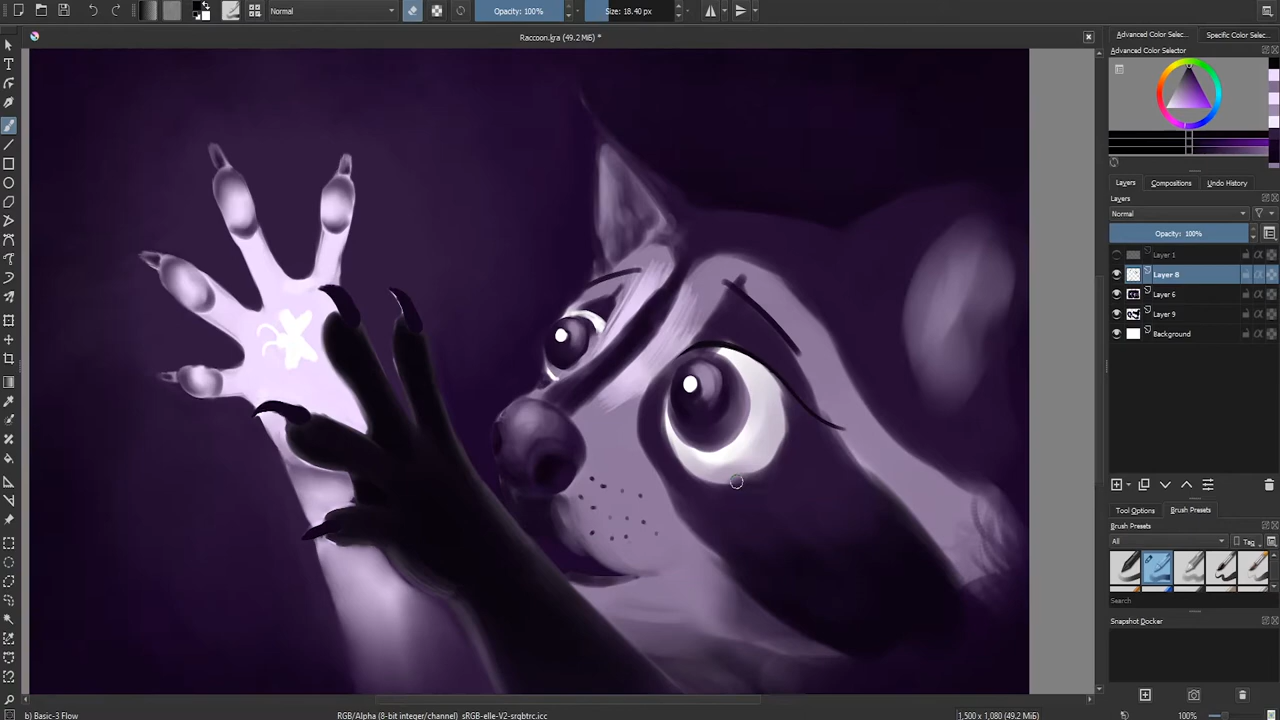 Normal
Opacity: 100%
Size: 18.40 px
Raccoon.kra (49.2 MiB) *
Advanced Color Selec...
Specific Color Selec...
Advanced Color Selector
Layers
Compositions
Undo History
Layers
Normal
Opacity: 100%
Layer 1
Layer 8
Layer 6
Layer 9
Background
Tool Options
Brush Presets
Brush Presets
All
Tag
Search
Snapshot Docker
b) Basic-3 Flow
RGB/Alpha (8-bit integer/channel) sRGB-elle-V2-srgbtrc.icc
1,500 x 1,080 (49.2 MiB)
100%